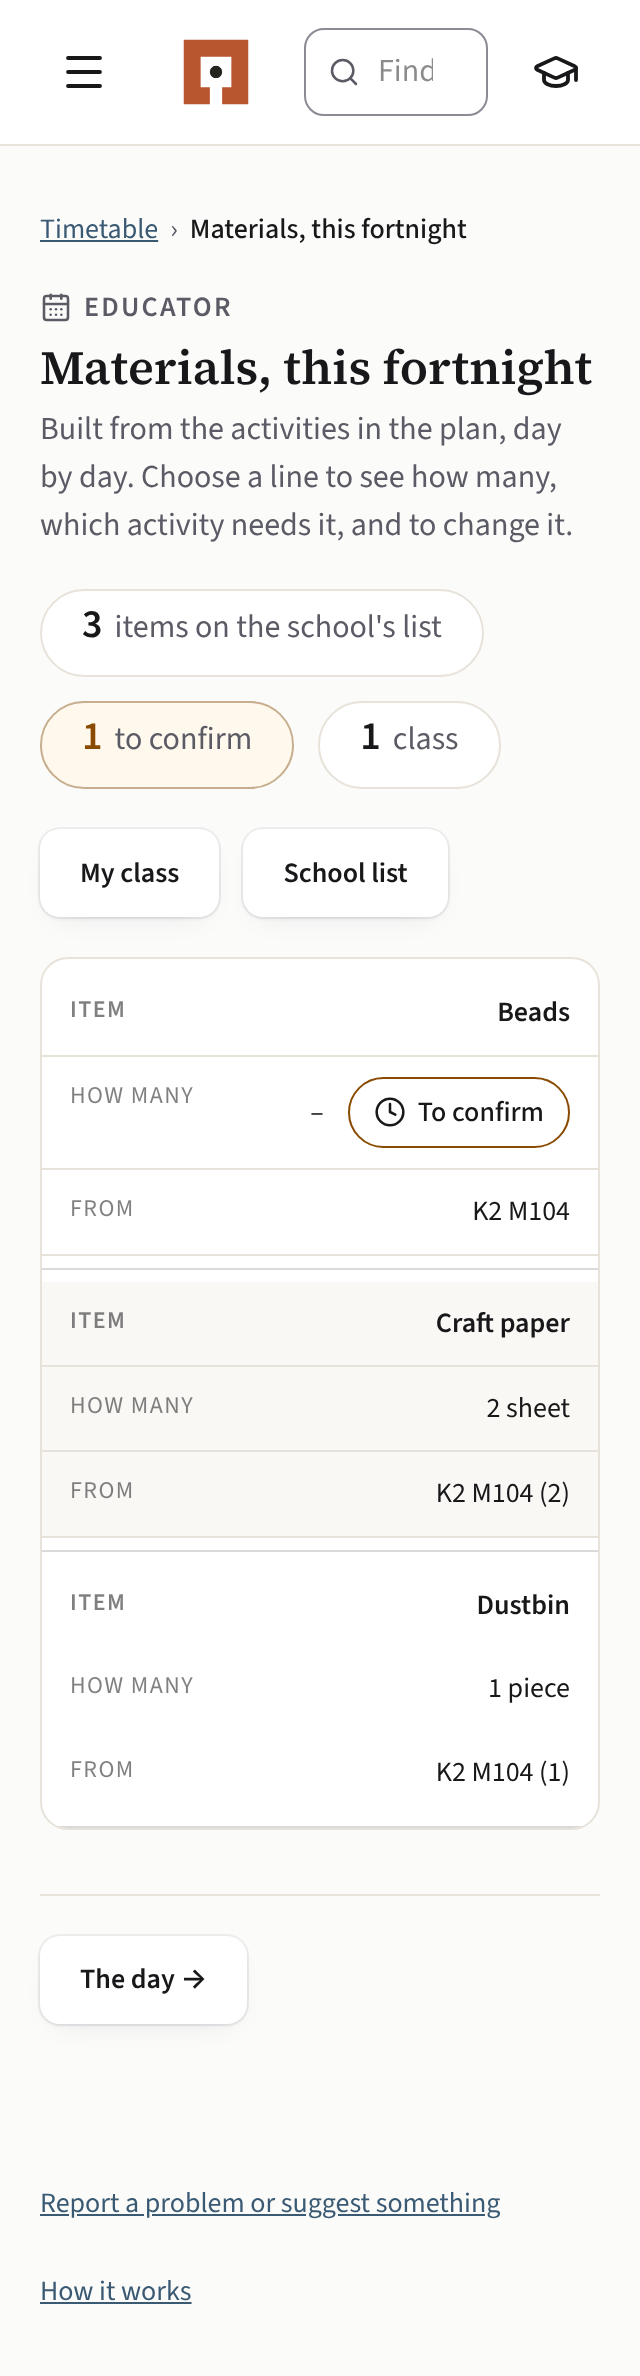 Find
Timetable › Materials, this fortnight
EDUCATOR
Materials, this fortnight
Built from the activities in the plan, day
by day. Choose a line to see how many,
which activity needs it, and to change it.
3 items on the school's list
1 to confirm
1 class
My class
School list
ITEM Beads
HOW MANY – To confirm
FROM K2 M104
ITEM Craft paper
HOW MANY 2 sheet
FROM K2 M104 (2)
ITEM Dustbin
HOW MANY 1 piece
FROM K2 M104 (1)
The day →
Report a problem or suggest something
How it works